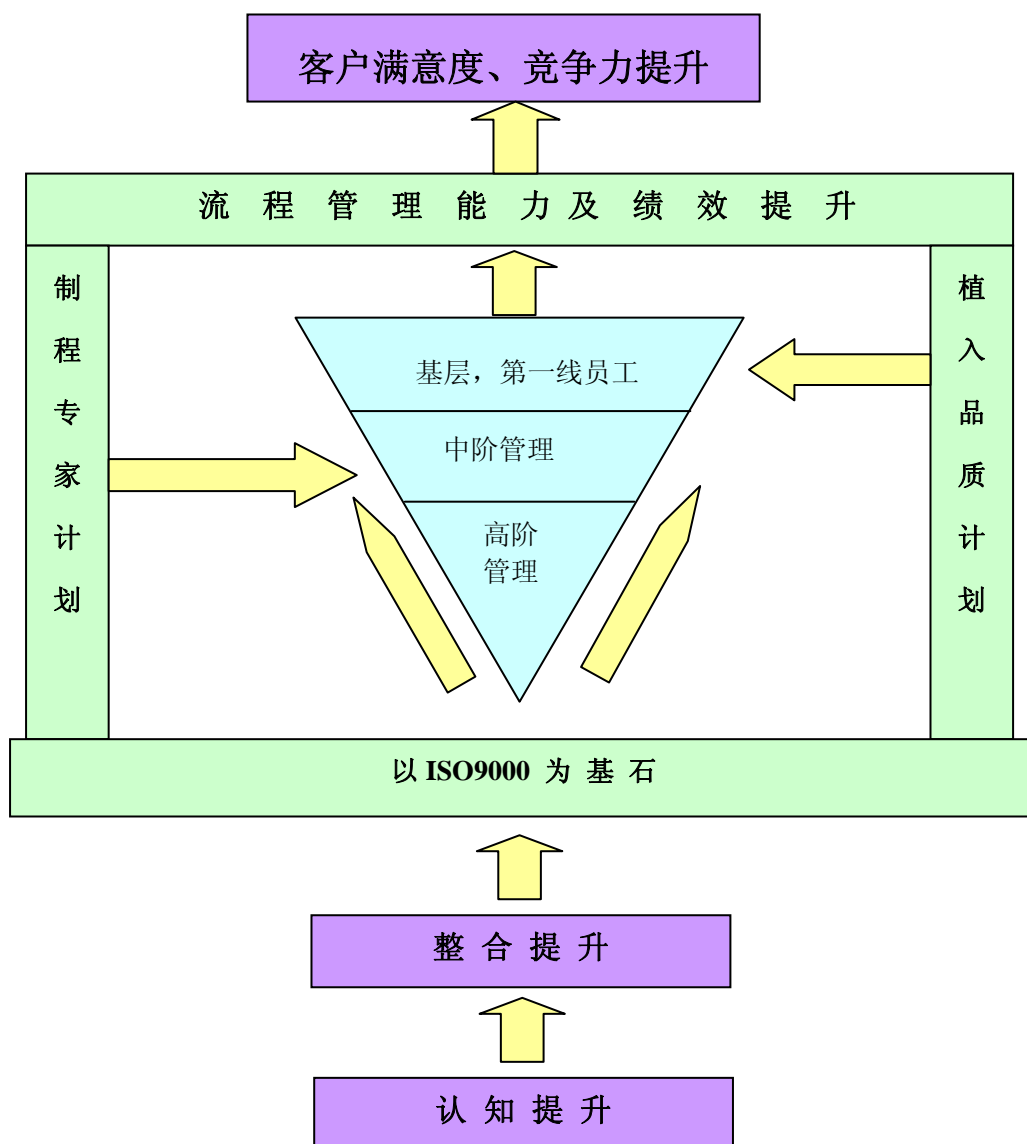 客户满意度、竞争力提升
流 程 管 理 能 力 及 绩 效 提 升
制
程
专
家
计
划
基层，第一线员工
中阶管理
高阶
管理
植
入
品
质
计
划
以 ISO9000 为 基 石
整 合 提 升
认 知 提 升